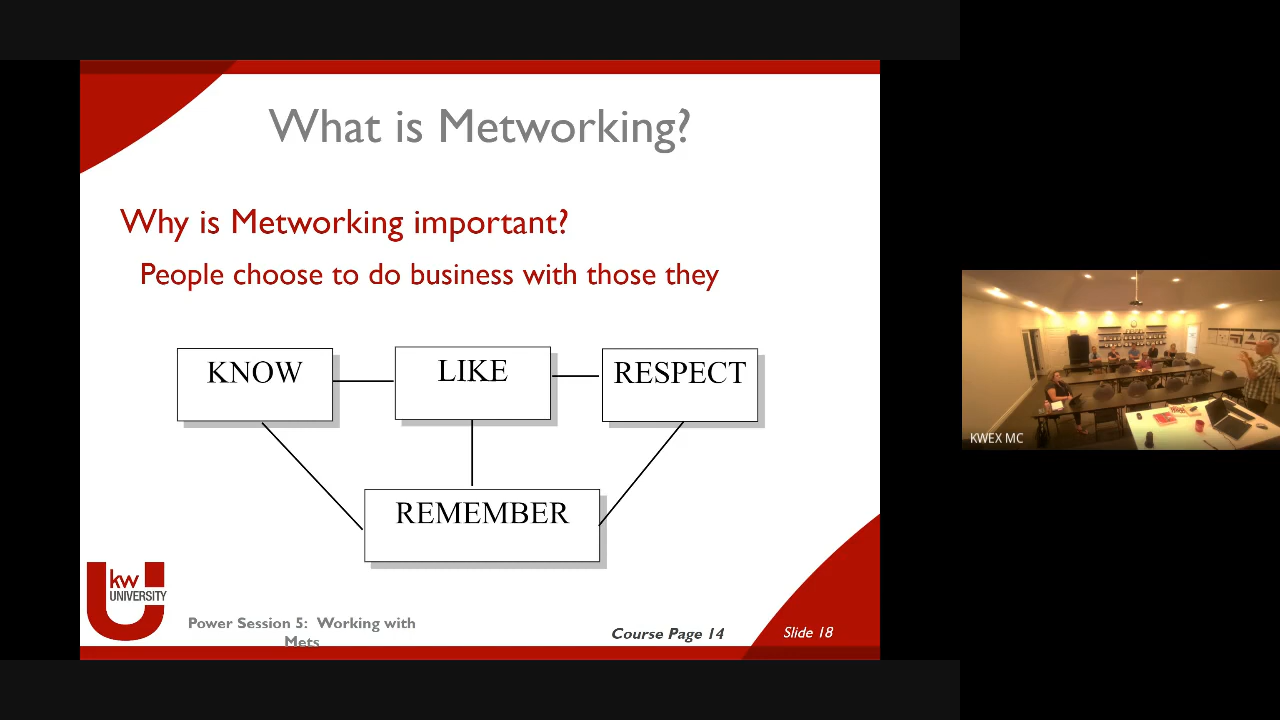 What is Metworking?
Why is Metworking important?
People choose to do business with those they
KNOW
LIKE
RESPECT
REMEMBER
kw
UNIVERSITY
Power Session 5: Working with
Mets
Course Page 14
Slide 18
KWEX MC